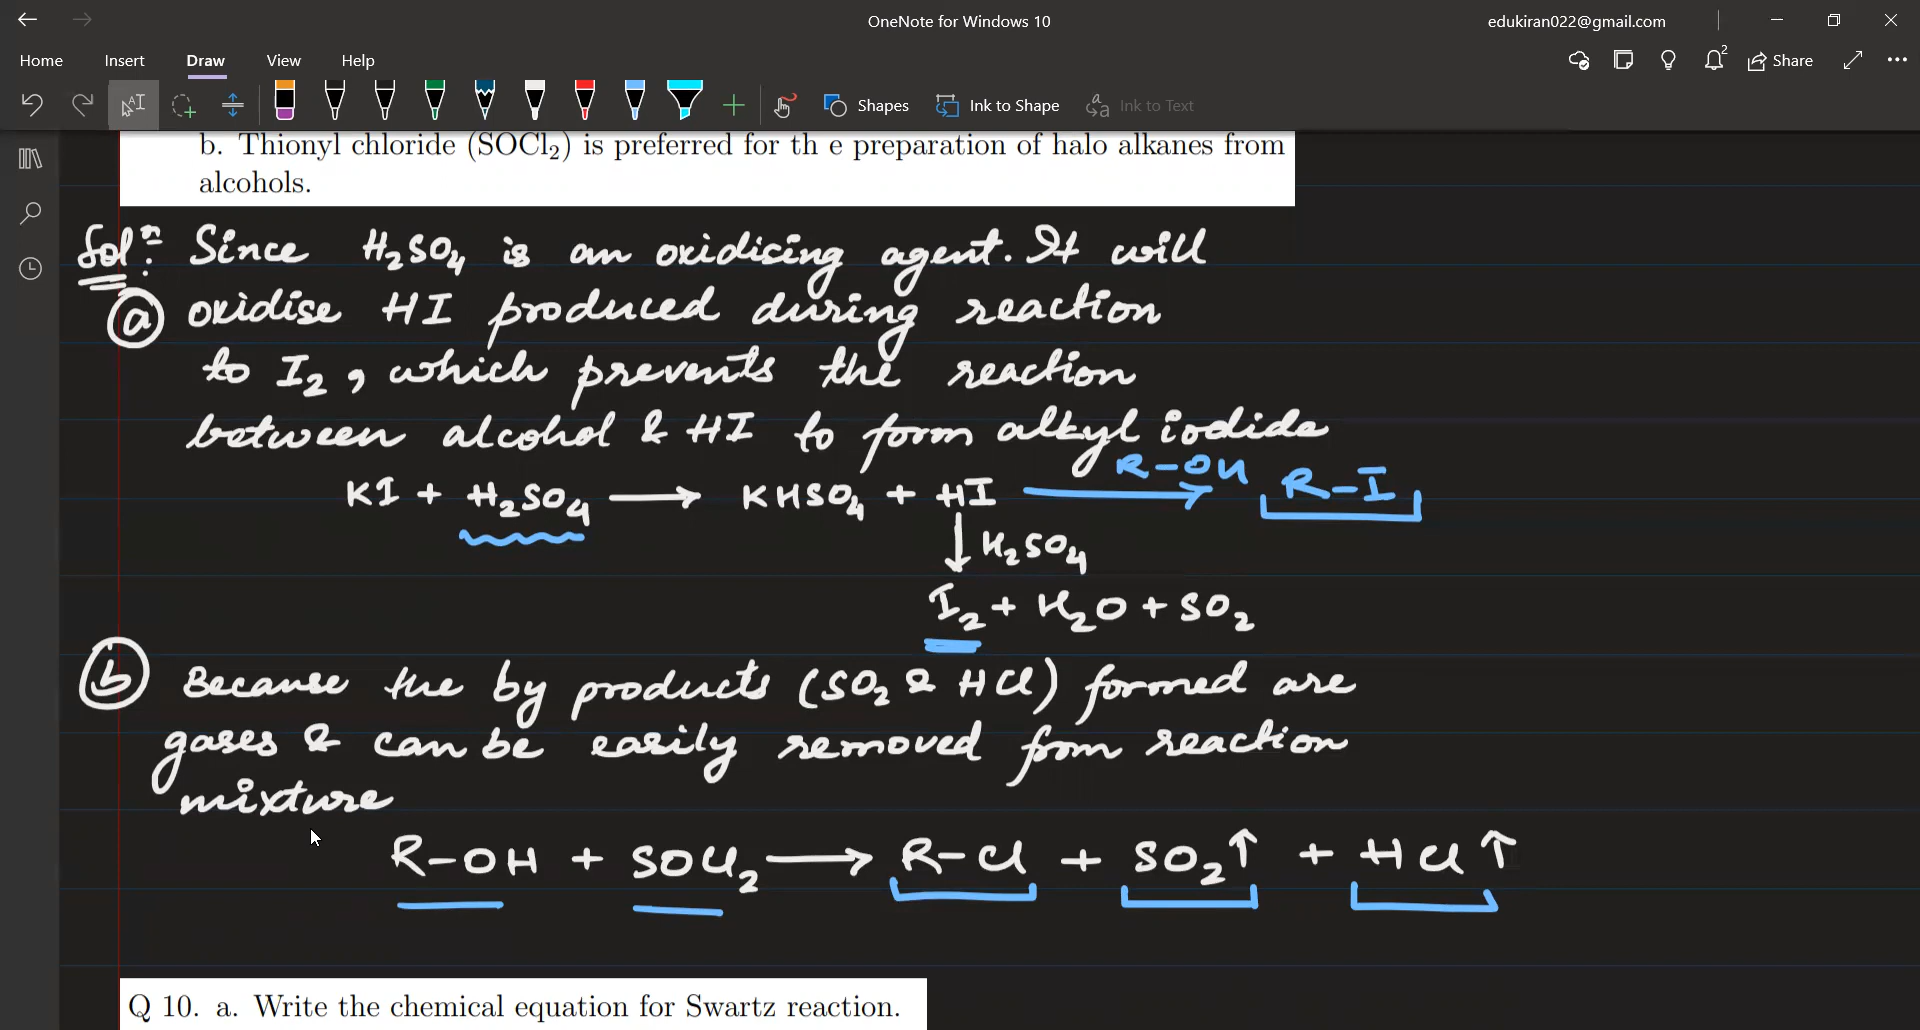 OneNote for Windows 10
edukiran022@gmail.com
Home Insert Draw View Help
2
Share
Shapes
Ink to Shape
Ink to Text
b. Thionyl chloride (SOCl₂) is preferred for th e preparation of halo alkanes from
alcohols.
Solⁿ: Since H₂SO₄ is an oxidising agent. It will
(a) oxidise HI produced during reaction
to I₂, which prevents the reaction
between alcohol & HI to form alkyl iodide
KI + H₂SO₄ ⟶ KHSO₄ + HI ⟶ R-OH R-I
↓ H₂SO₄
I₂ + H₂O + SO₂
(b) Because the by products (SO₂ & HCl) formed are
gases & can be easily removed from reaction
mixture
R-OH + SOCl₂ ⟶ R-Cl + SO₂↑ + HCl↑
Q 10. a. Write the chemical equation for Swartz reaction.